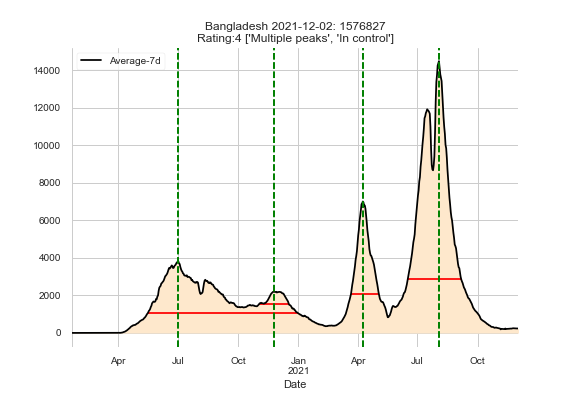 Bangladesh 2021-12-02: 1576827
Rating:4 ['Multiple peaks', 'In control']
Average-7d
14000
12000
10000
8000
6000
4000
2000
0
Apr Jul Oct Jan Apr Jul Oct
2021
Date